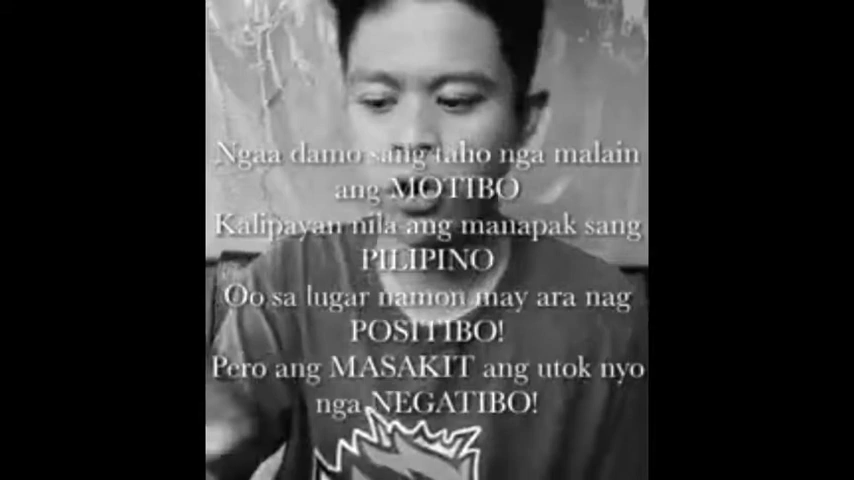 Ngaa damo sang taho nga malain
ang MOTIBO
Kalipayan nila ang manapak sang
PILIPINO
Oo sa lugar namon may ara nag
POSITIBO!
Pero ang MASAKIT ang utok nyo
nga NEGATIBO!